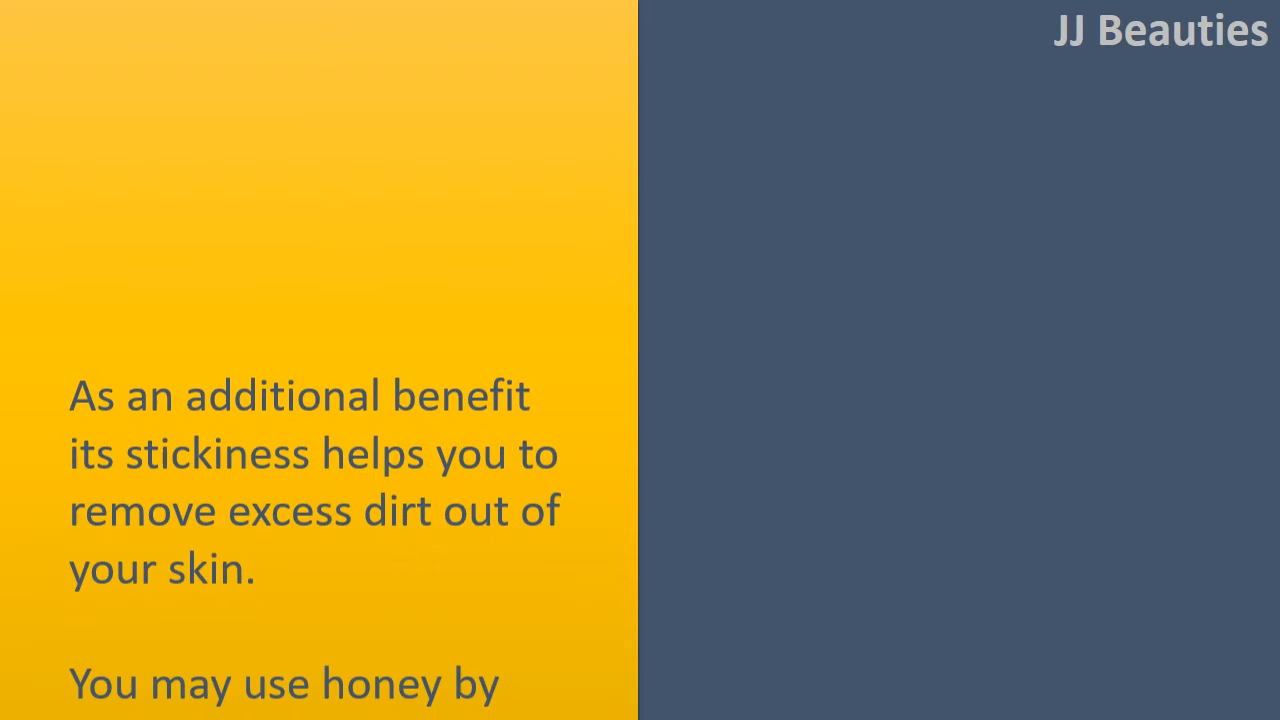 JJ Beauties
As an additional benefit
its stickiness helps you to
remove excess dirt out of
your skin.
You may use honey by